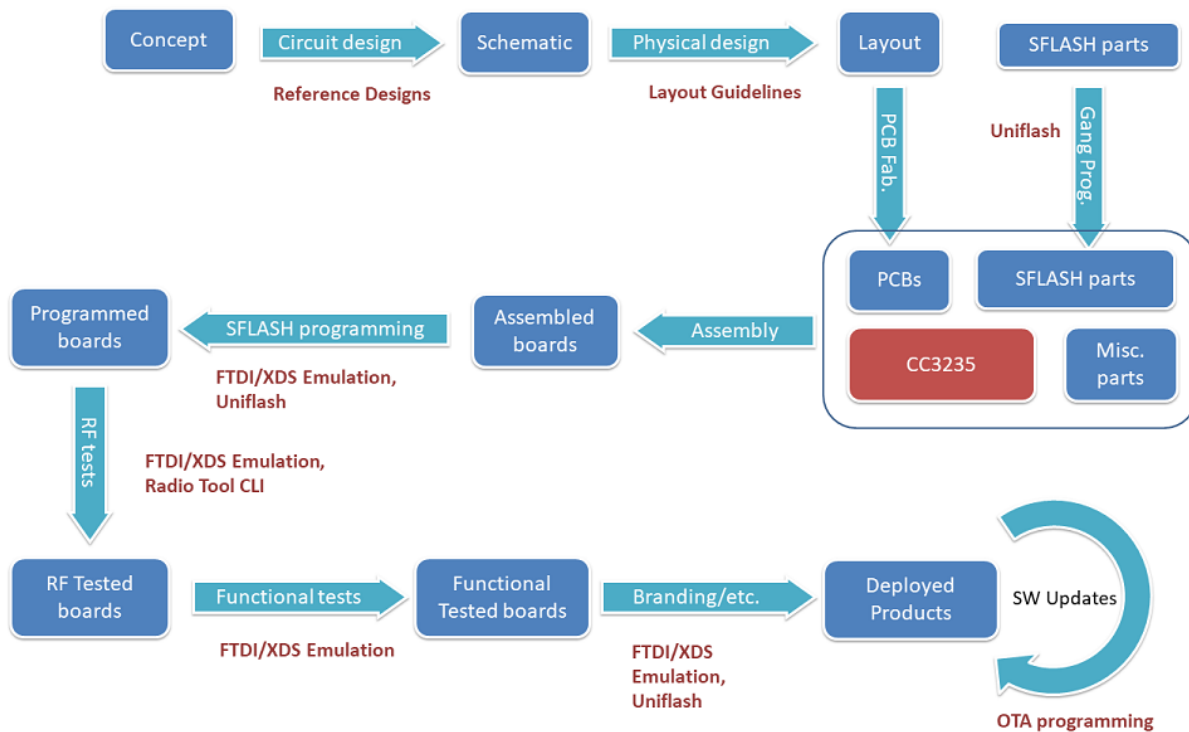 Concept
Circuit design
Schematic
Physical design
Layout
SFLASH parts
Reference Designs
Layout Guidelines
PCB Fab.
Uniflash
Gang Prog.
PCBs
SFLASH parts
CC3235
Misc.
parts
Assembly
Assembled
boards
SFLASH programming
FTDI/XDS Emulation,
Uniflash
Programmed
boards
RF tests
FTDI/XDS Emulation,
Radio Tool CLI
RF Tested
boards
Functional tests
FTDI/XDS Emulation
Functional
Tested boards
Branding/etc.
FTDI/XDS
Emulation,
Uniflash
Deployed
Products
SW Updates
OTA programming